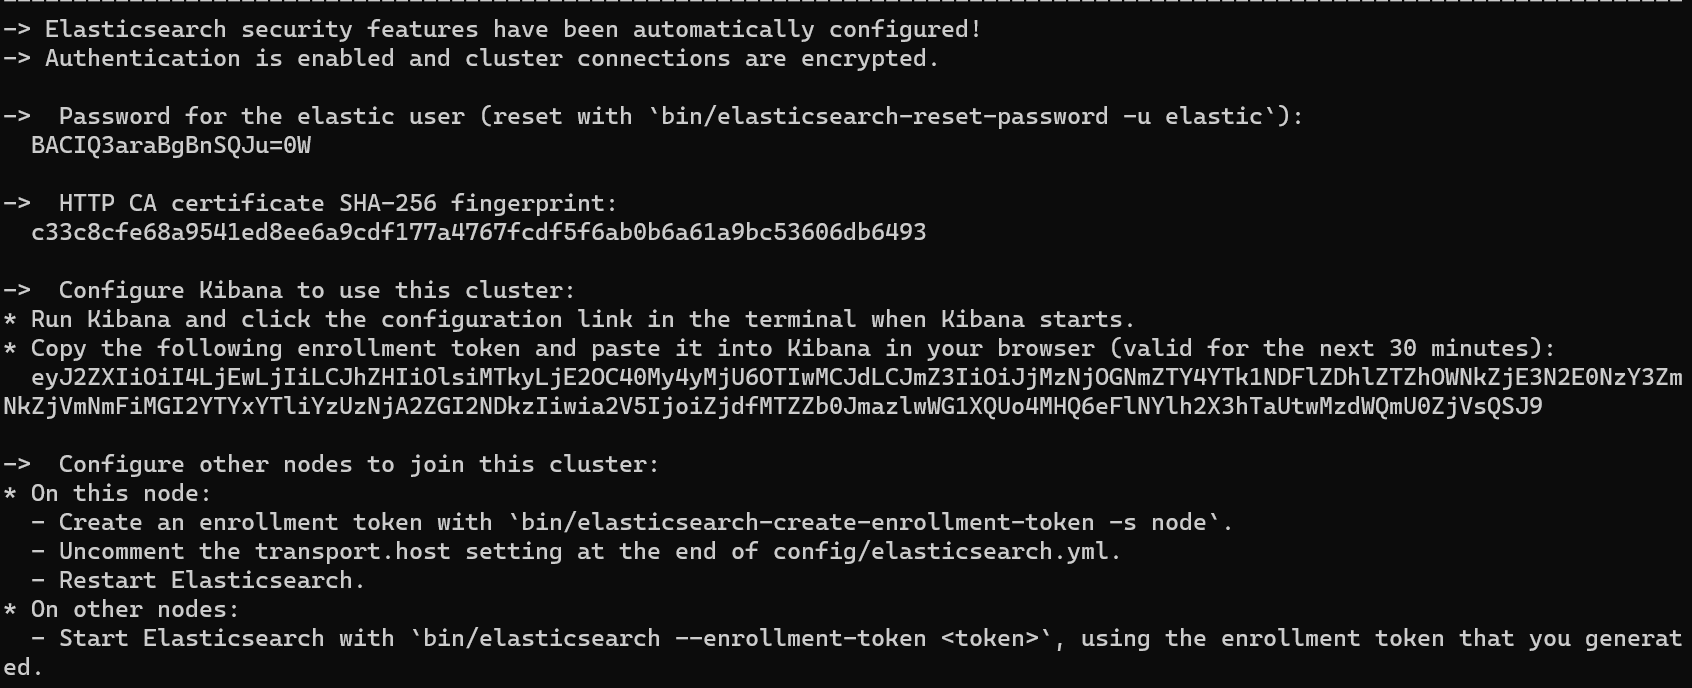 -> Elasticsearch security features have been automatically configured!
-> Authentication is enabled and cluster connections are encrypted.
->  Password for the elastic user (reset with `bin/elasticsearch-reset-password -u elastic`):
  BACIQ3araBgBnSQJu=0W
->  HTTP CA certificate SHA-256 fingerprint:
  c33c8cfe68a9541ed8ee6a9cdf177a4767fcdf5f6ab0b6a61a9bc53606db6493
->  Configure Kibana to use this cluster:
* Run Kibana and click the configuration link in the terminal when Kibana starts.
* Copy the following enrollment token and paste it into Kibana in your browser (valid for the next 30 minutes):
  eyJ2ZXIiOiI4LjEwLjIiLCJhZHIiOlsiMTkyLjE2OC40My4yMjU6OTIwMCJdLCJmZ3IiOiJjMzNjOGNmZTY4YTk1NDFlZDhlZTZhOWNkZjE3N2E0NzY3Zm
NkZjVmNmFiMGI2YTYxYTliYzUzNjA2ZGI2NDkzIiwia2V5IjoiZjdfMTZZb0JmazlwWG1XQUo4MHQ6eFlNYlh2X3hTaUtwMzdWQmU0ZjVsQSJ9
->  Configure other nodes to join this cluster:
* On this node:
  - Create an enrollment token with `bin/elasticsearch-create-enrollment-token -s node`.
  - Uncomment the transport.host setting at the end of config/elasticsearch.yml.
  - Restart Elasticsearch.
* On other nodes:
  - Start Elasticsearch with `bin/elasticsearch --enrollment-token <token>`, using the enrollment token that you generat
ed.